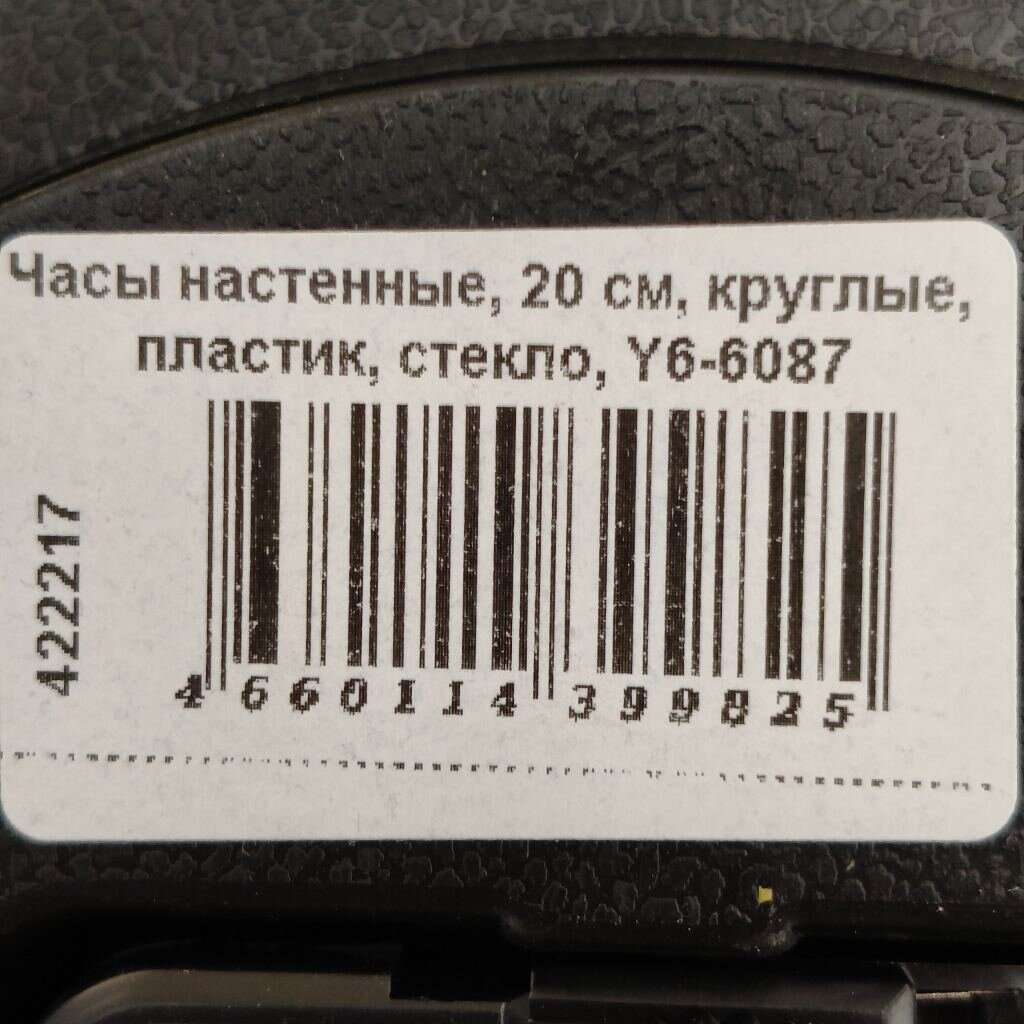 Часы настенные, 20 см, круглые,
пластик, стекло, Y6-6087
422217
4 660114 399825